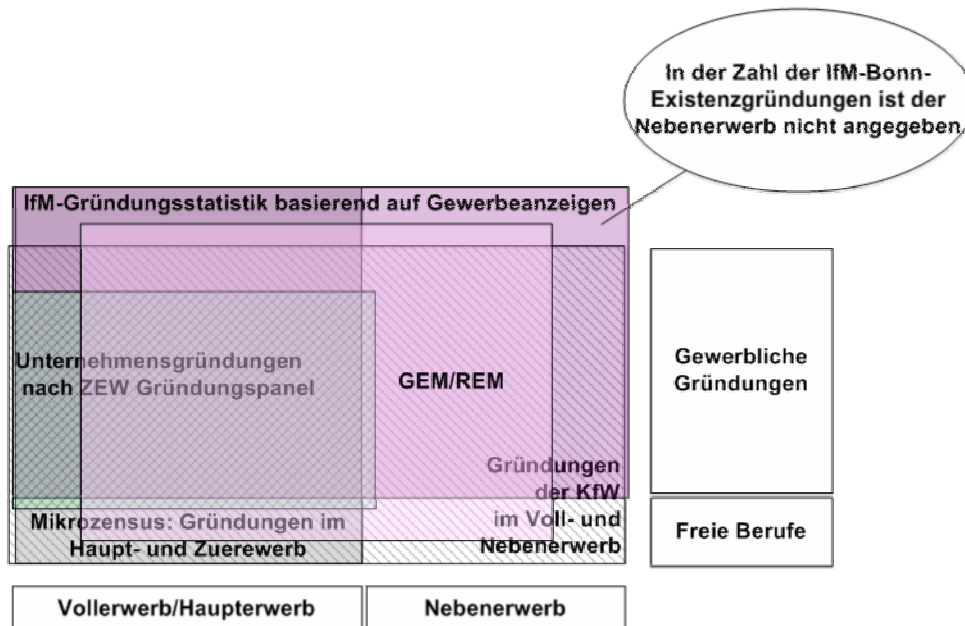 In der Zahl der IfM-Bonn-
Existenzgründungen ist der
Nebenerwerb nicht angegeben
IfM-Gründungsstatistik basierend auf Gewerbeanzeigen
Unternehmensgründungen
nach ZEW Gründungspanel
GEM/REM
Gewerbliche
Gründungen
Gründungen
der KfW
im Voll- und
Nebenerwerb
Mikrozensus: Gründungen im
Haupt- und Zuerewerb
Freie Berufe
Vollerwerb/Haupterwerb
Nebenerwerb